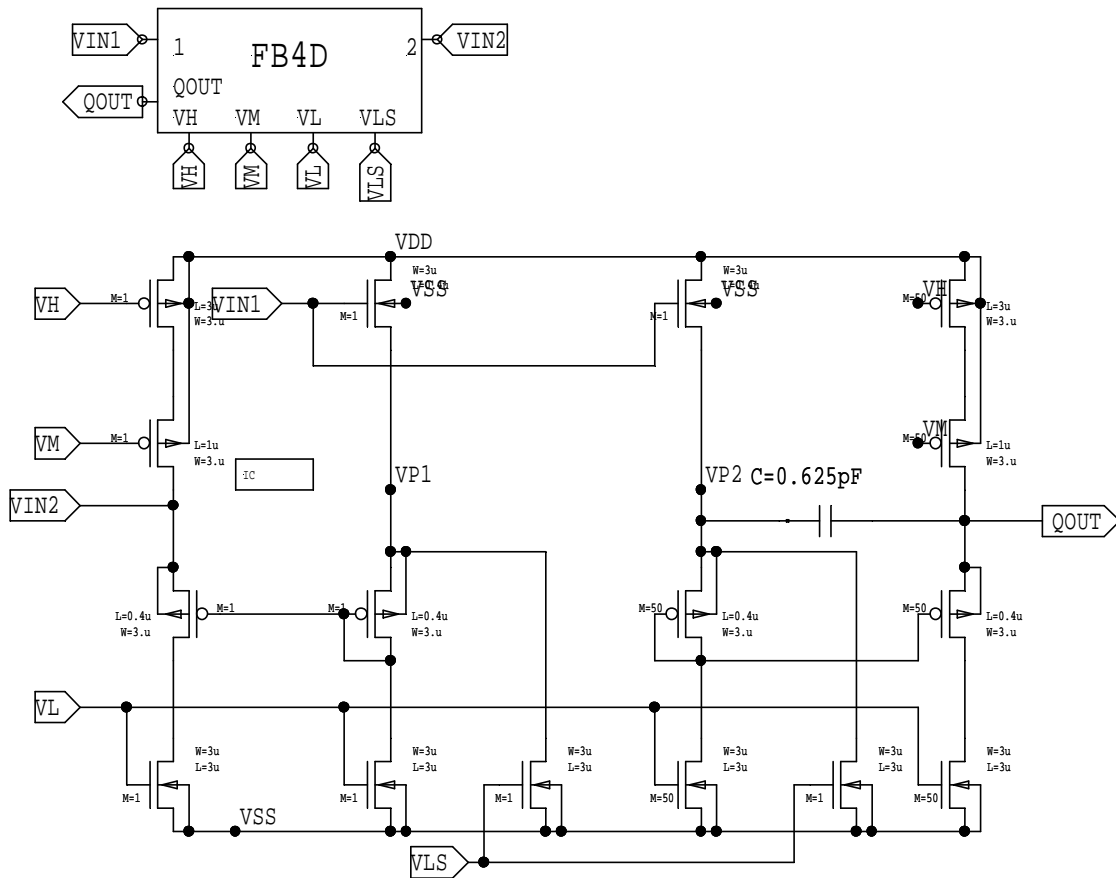 VIN1
1
FB4D
2
VIN2
QOUT
QOUT
VH
VM
VL
VLS
VH
VM
VL
VLS
VDD
VH
M=1
L=3u
W=3.u
VIN1
M=1
W=3u
VSS
W=3u
VSS
M=1
VH
L=3u
W=3.u
VM
M=1
L=1u
W=3.u
IC
VM
L=1u
W=3.u
VIN2
VP1
VP2
C=0.625pF
QOUT
L=0.4u
W=3.u
M=1
L=0.4u
W=3.u
M=50
L=0.4u
W=3.u
M=50
L=0.4u
W=3.u
VL
M=1
W=3u
L=3u
M=1
W=3u
L=3u
M=1
W=3u
L=3u
M=50
W=3u
L=3u
M=1
W=3u
L=3u
M=50
W=3u
L=3u
VSS
VLS